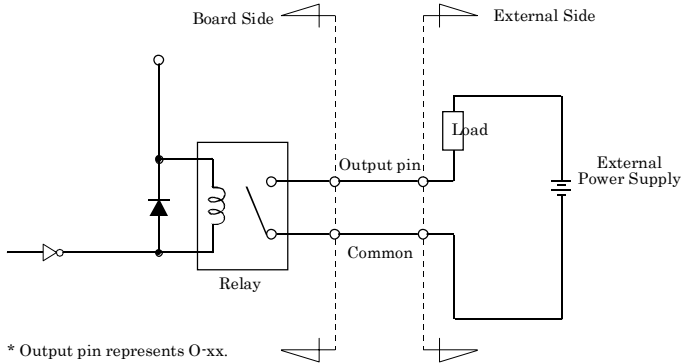 Board Side
External Side
Load
Output pin
External
Power Supply
Common
Relay
* Output pin represents O-xx.